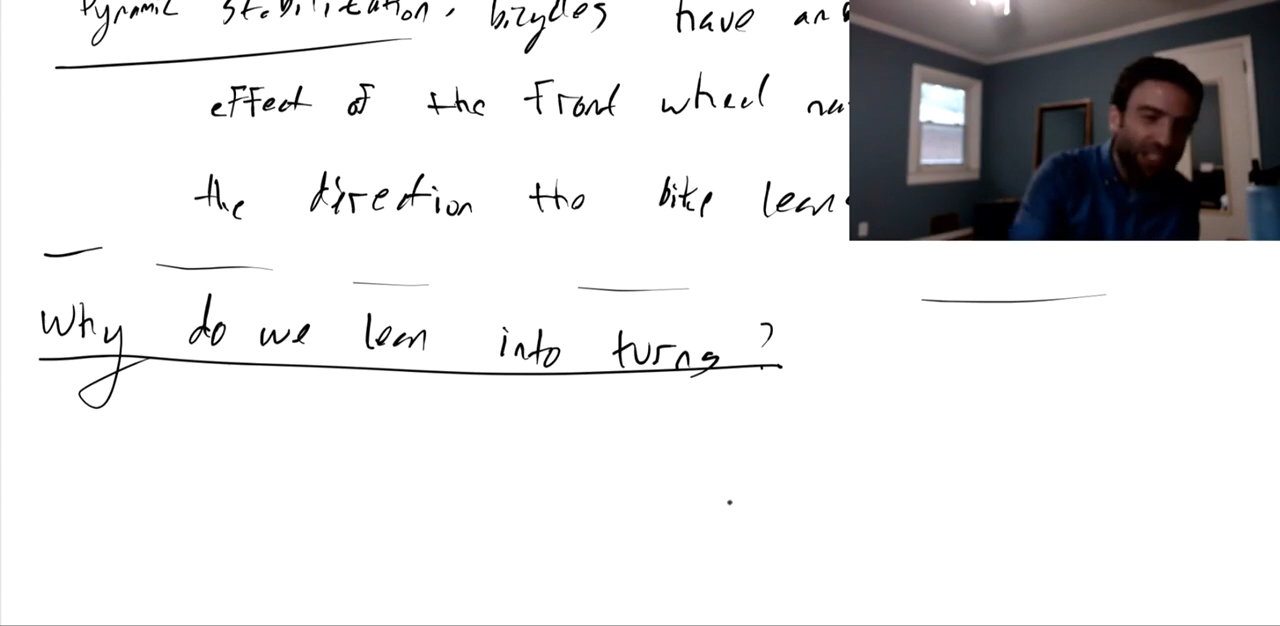 Dynamic Stabilization, bicycles have an
effect of the front wheel
the direction the bike lean
Why do we lean into turns?